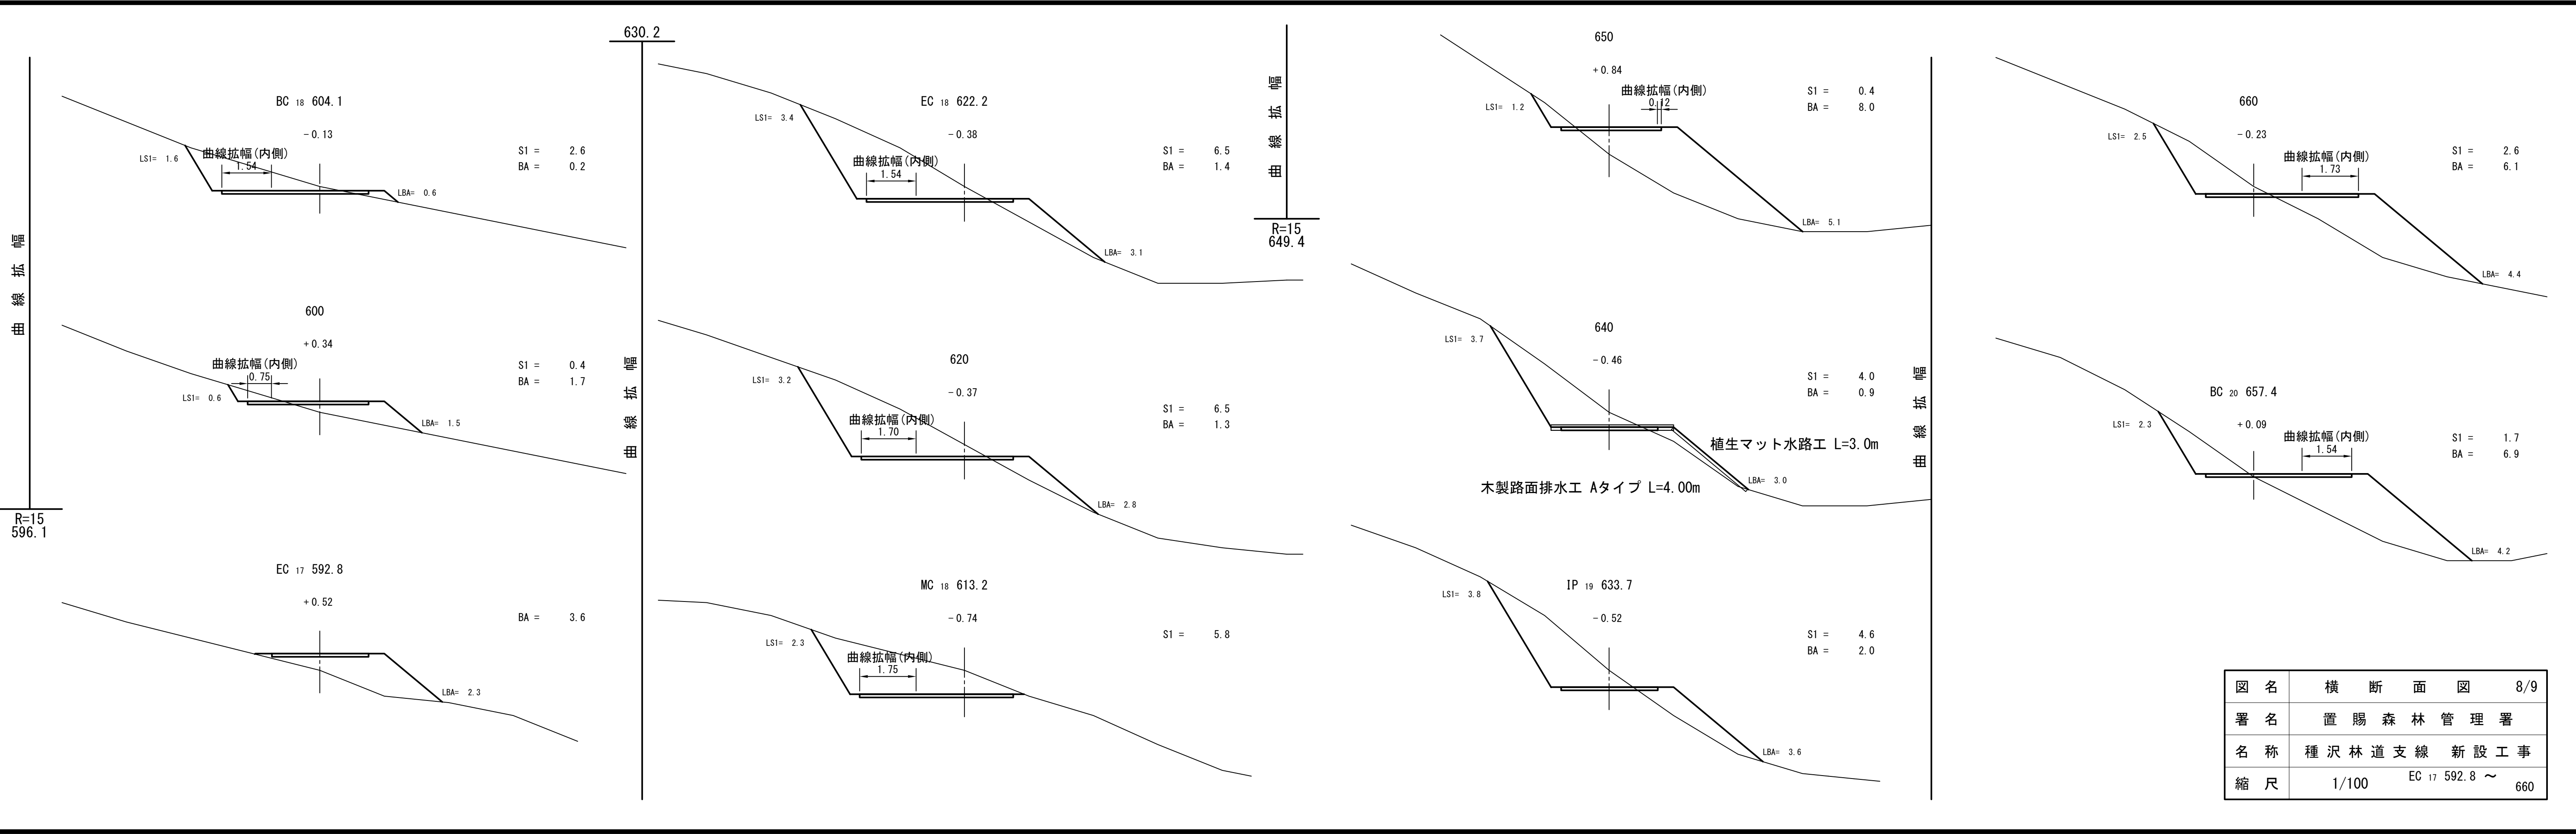 曲線拡幅
R=15
596.1
BC 18 604.1
−0.13
曲線拡幅(内側)
1.54
LS1= 1.6
LBA= 0.6
S1 = 2.6
BA = 0.2
600
+0.34
曲線拡幅(内側)
0.75
LS1= 0.6
LBA= 1.5
S1 = 0.4
BA = 1.7
EC 17 592.8
+0.52
LBA= 2.3
BA = 3.6
630.2
曲線拡幅
EC 18 622.2
−0.38
曲線拡幅(内側)
1.54
LS1= 3.4
LBA= 3.1
S1 = 6.5
BA = 1.4
620
−0.37
曲線拡幅(内側)
1.70
LS1= 3.2
LBA= 2.8
S1 = 6.5
BA = 1.3
MC 18 613.2
−0.74
曲線拡幅(内側)
1.75
LS1= 2.3
S1 = 5.8
曲線拡幅
R=15
649.4
650
+0.84
曲線拡幅(内側)
0.12
LS1= 1.2
LBA= 5.1
S1 = 0.4
BA = 8.0
640
−0.46
LS1= 3.7
LBA= 3.0
S1 = 4.0
BA = 0.9
植生マット水路工 L=3.0m
木製路面排水工 Aタイプ L=4.00m
IP 19 633.7
−0.52
LS1= 3.8
LBA= 3.6
S1 = 4.6
BA = 2.0
曲線拡幅
660
−0.23
曲線拡幅(内側)
1.73
LS1= 2.5
LBA= 4.4
S1 = 2.6
BA = 6.1
BC 20 657.4
+0.09
曲線拡幅(内側)
1.54
LS1= 2.3
LBA= 4.2
S1 = 1.7
BA = 6.9
図名 横断面図 8/9
署名 置賜森林管理署
名称 種沢林道支線 新設工事
縮尺 1/100 EC 17 592.8 ～ 660